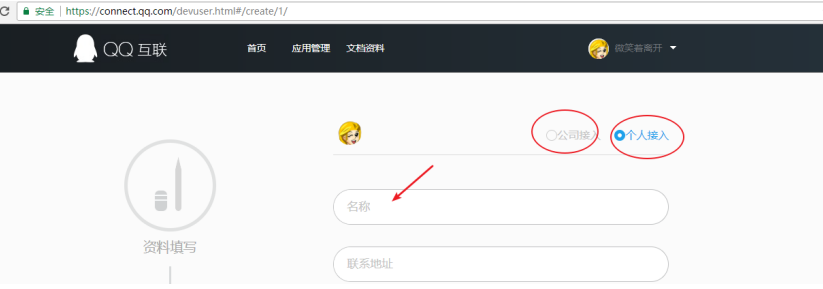 安全 https://connect.qq.com/devuser.html#/create/1/
QQ互联 首页 应用管理 文档资料 微笑着离开
公司接入 个人接入
名称
资料填写
联系地址